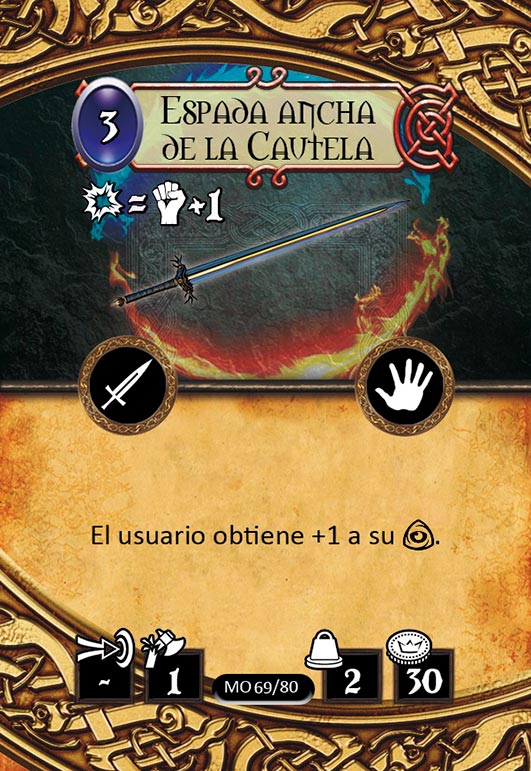 3
Espada ancha
de la Cautela
= +1
El usuario obtiene +1 a su .
- 1 MO 69/80 2 30